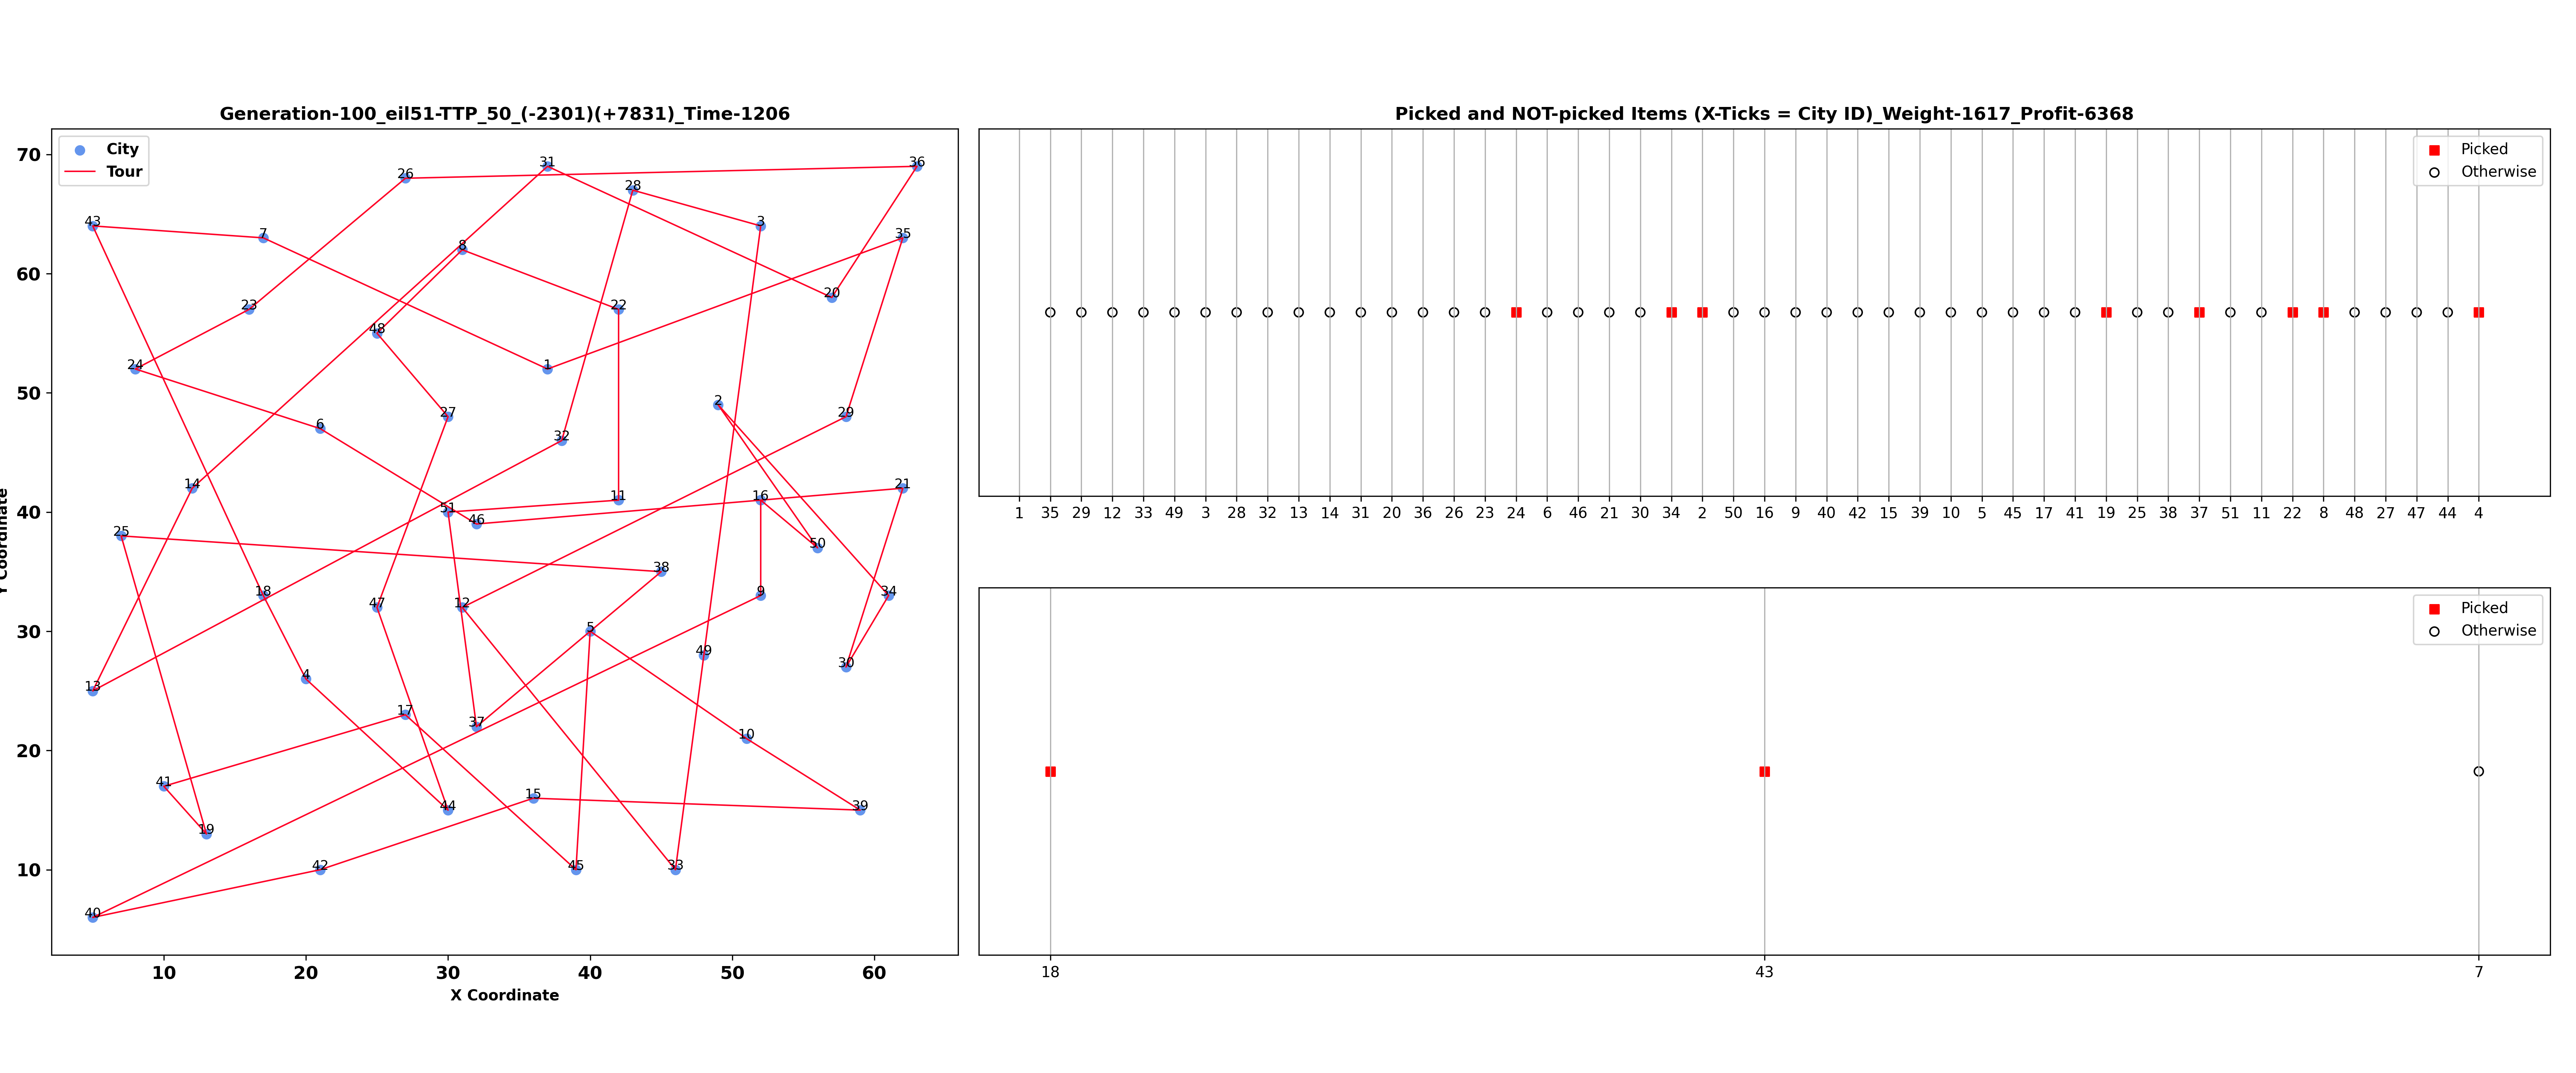 Generation-100_eil51-TTP_50_(-2301)(+7831)_Time-1206
City
Tour
70
60
50
40
30
20
10
10 20 30 40 50 60
X Coordinate
Y Coordinate
26 31 36
28
43 7 3
8 35
20
23 22
48
24 1
2
27 29
6
32
14 11 16 21
51 46
25
50
38
18 9 34
47 12
5
49
13 30
4
17
37
10
41
15
44 39
19
42 45 33
40
Picked and NOT-picked Items (X-Ticks = City ID)_Weight-1617_Profit-6368
Picked
Otherwise
1 35 29 12 33 49 3 28 32 13 14 31 20 36 26 23 24 6 46 21 30 34 2 50 16 9 40 42 15 39 10 5 45 17 41 19 25 38 37 51 11 22 8 48 27 47 44 4
Picked
Otherwise
18 43 7